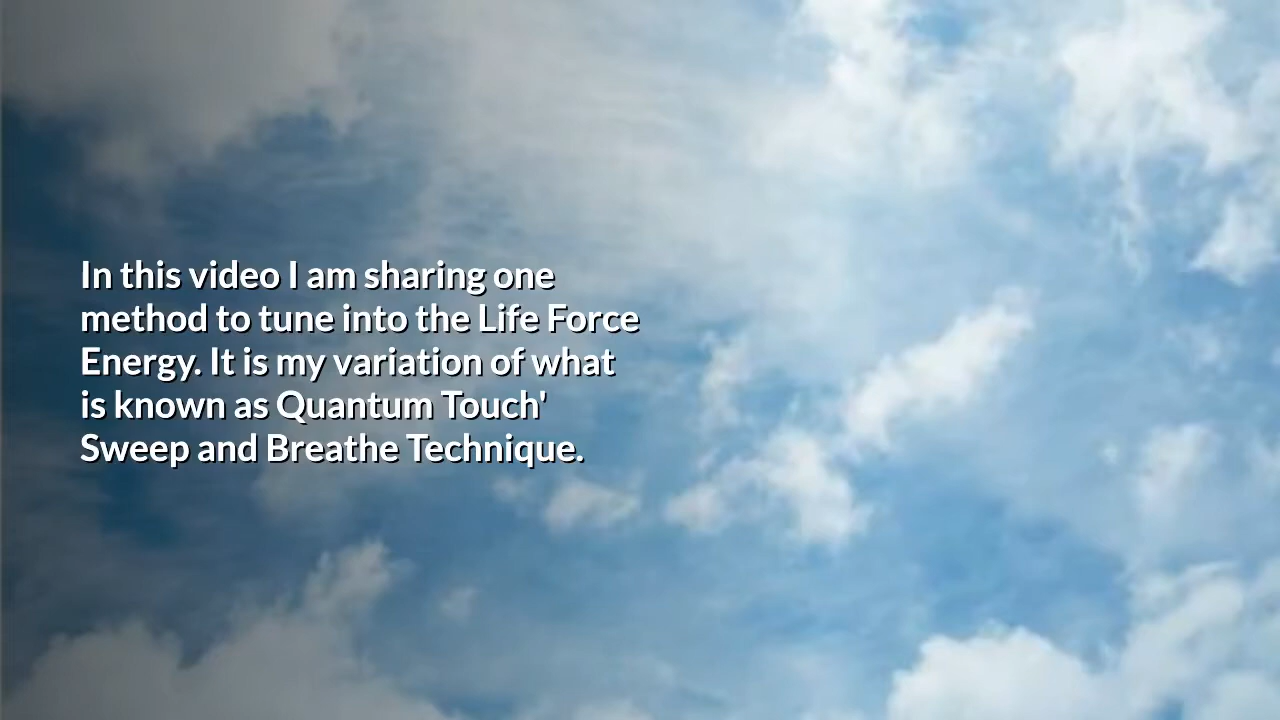 In this video I am sharing one
method to tune into the Life Force
Energy. It is my variation of what
is known as Quantum Touch'
Sweep and Breathe Technique.